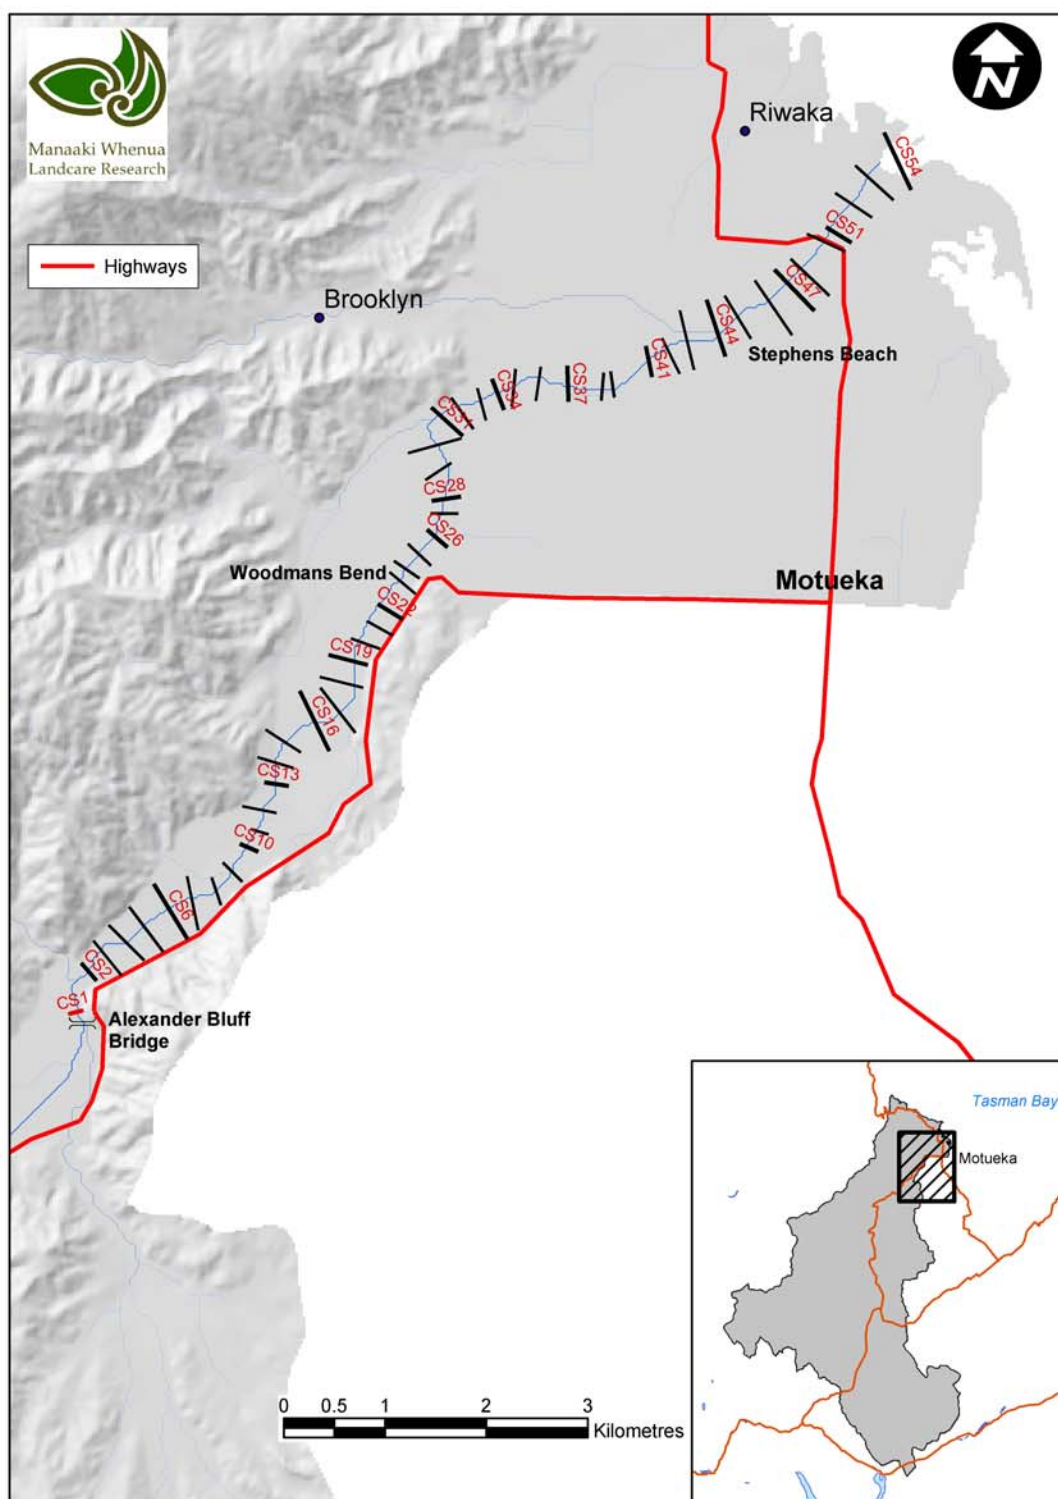 Manaaki Whenua
Landcare Research
N
Riwaka
CS54
CS51
Highways
CS47
Brooklyn
CS44
Stephens Beach
CS41
CS37
CS34
CS31
CS28
CS26
Woodmans Bend
Motueka
CS22
CS19
CS16
CS13
CS10
CS6
CS2
CS1
Alexander Bluff
Bridge
Tasman Bay
Motueka
0 0.5 1 2 3
Kilometres